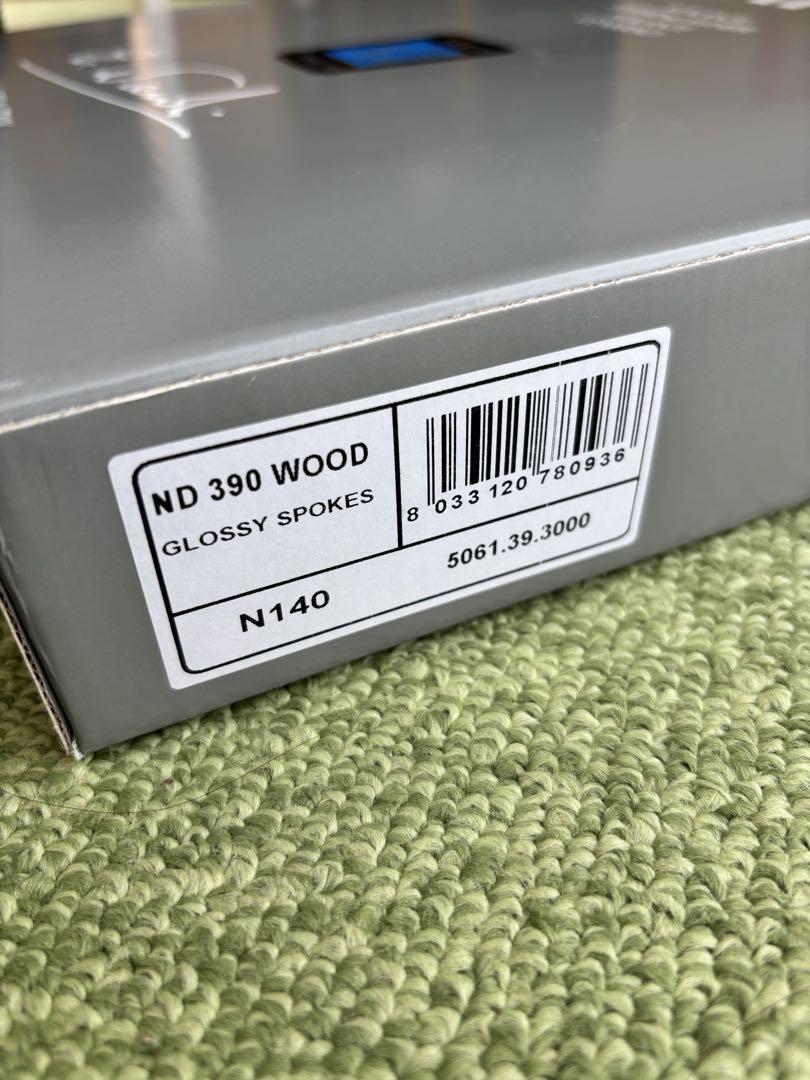 ND 390 WOOD
GLOSSY SPOKES
8 033120 780936
N140
5061.39.3000